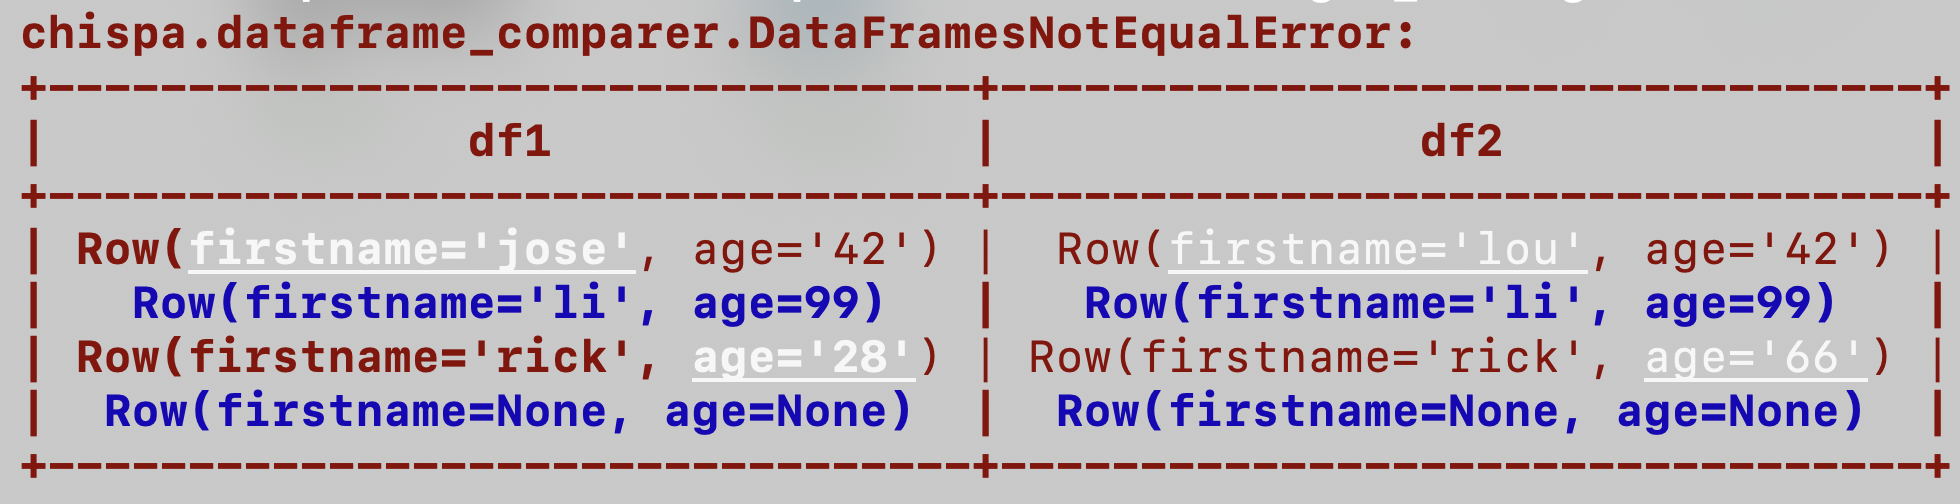 chispa.dataframe_comparer.DataFramesNotEqualError:
+----------------------------------+----------------------------------+
|                df1               |               df2                |
+----------------------------------+----------------------------------+
| Row(firstname='jose', age='42') |  Row(firstname='lou', age='42') |
|   Row(firstname='li', age=99)    |   Row(firstname='li', age=99)    |
| Row(firstname='rick', age='28') | Row(firstname='rick', age='66') |
|  Row(firstname=None, age=None)   |  Row(firstname=None, age=None)   |
+----------------------------------+----------------------------------+